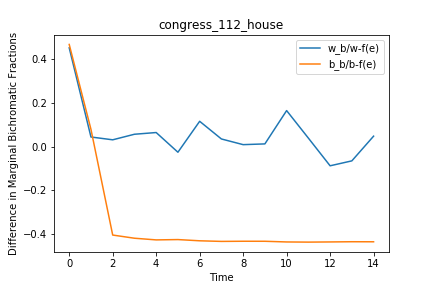 congress_112_house
Difference in Marginal Bichromatic Fractions
0.4
0.2
0.0
−0.2
−0.4
w_b/w-f(e)
b_b/b-f(e)
0 2 4 6 8 10 12 14
Time